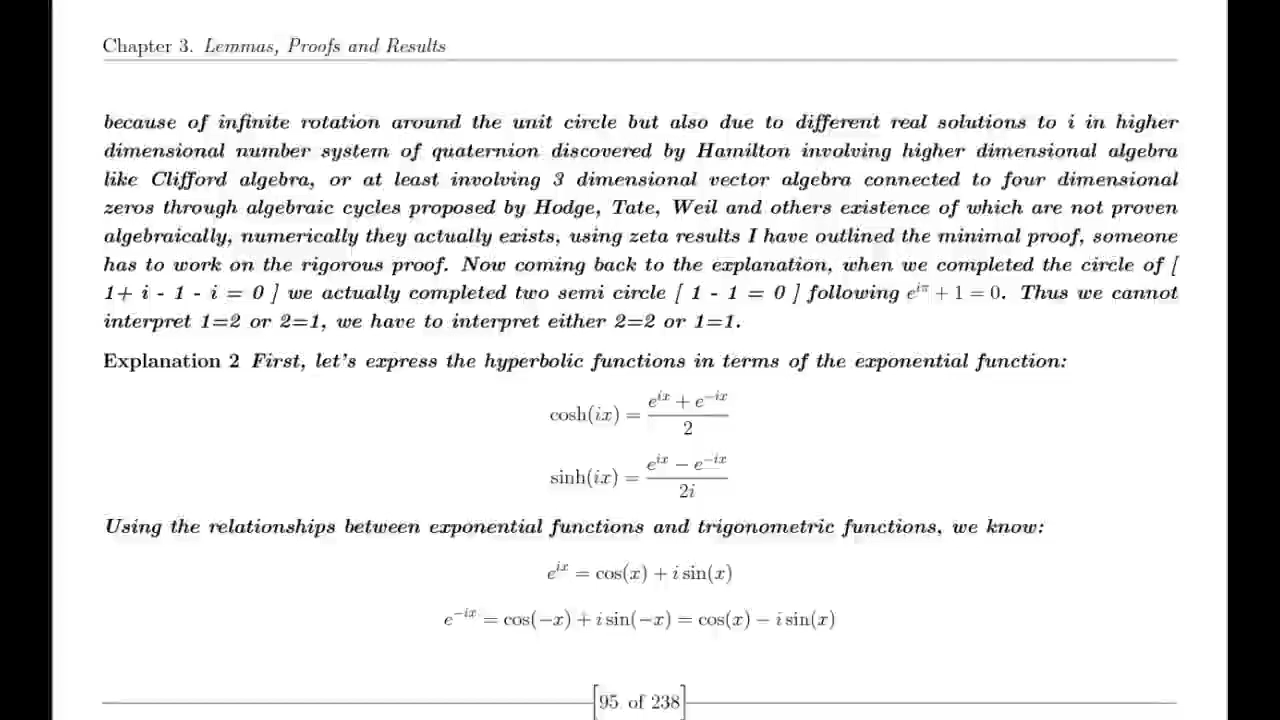 Chapter 3. Lemmas, Proofs and Results
because of infinite rotation around the unit circle but also due to different real solutions to i in higher
dimensional number system of quaternion discovered by Hamilton involving higher dimensional algebra
like Clifford algebra, or at least involving 3 dimensional vector algebra connected to four dimensional
zeros through algebraic cycles proposed by Hodge, Tate, Weil and others existence of which are not proven
algebraically, numerically they actually exists, using zeta results I have outlined the minimal proof, someone
has to work on the rigorous proof. Now coming back to the explanation, when we completed the circle of [
1+ i - 1 - i = 0 ] we actually completed two semi circle [ 1 - 1 = 0 ] following e^{iπ} + 1 = 0. Thus we cannot
interpret 1=2 or 2=1, we have to interpret either 2=2 or 1=1.
Explanation 2 First, let's express the hyperbolic functions in terms of the exponential function:
cosh(ix) = \frac{e^{ix} + e^{-ix}}{2}
sinh(ix) = \frac{e^{ix} − e^{-ix}}{2i}
Using the relationships between exponential functions and trigonometric functions, we know:
e^{ix} = cos(x) + i sin(x)
e^{-ix} = cos(−x) + i sin(−x) = cos(x) − i sin(x)
95 of 238